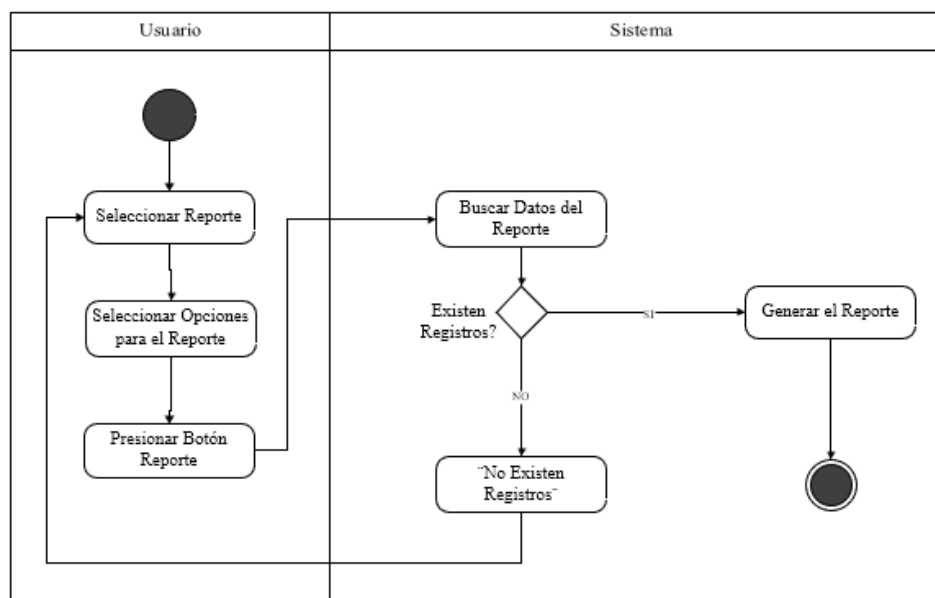 Usuario
Sistema
Seleccionar Reporte
Seleccionar Opciones
para el Reporte
Presionar Botón
Reporte
Buscar Datos del
Reporte
Existen
Registros?
SI
Generar el Reporte
NO
¨No Existen
Registros¨